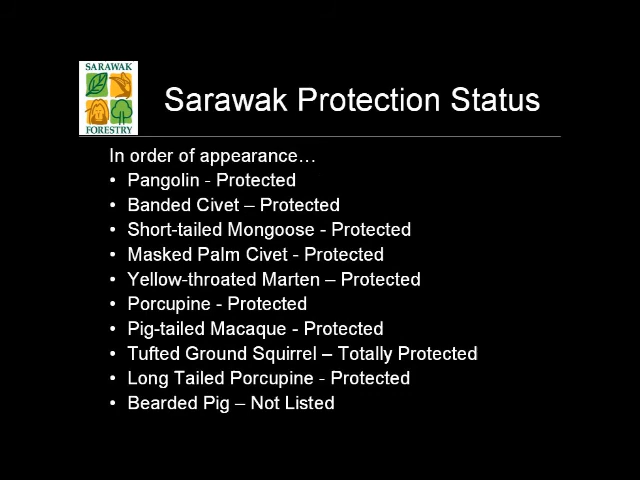 SARAWAK
FORESTRY
Sarawak Protection Status
In order of appearance…
• Pangolin - Protected
• Banded Civet – Protected
• Short-tailed Mongoose - Protected
• Masked Palm Civet - Protected
• Yellow-throated Marten – Protected
• Porcupine - Protected
• Pig-tailed Macaque - Protected
• Tufted Ground Squirrel – Totally Protected
• Long Tailed Porcupine - Protected
• Bearded Pig – Not Listed